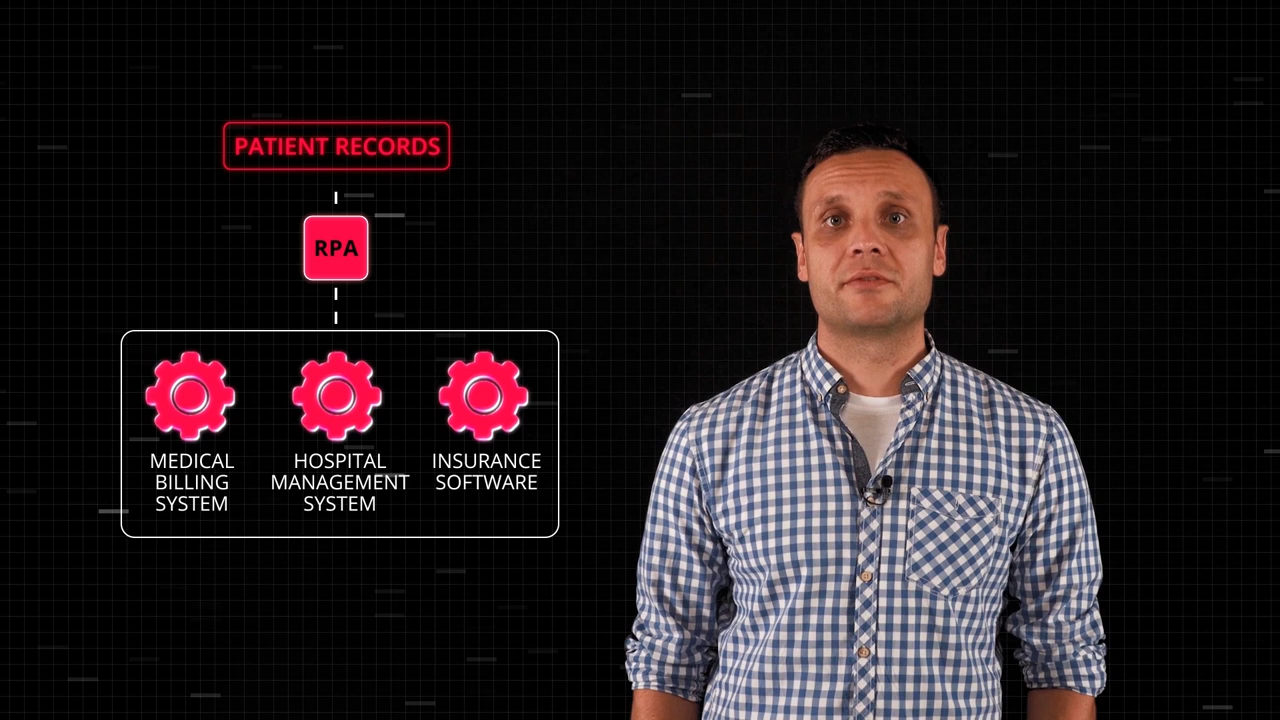 PATIENT RECORDS
RPA
MEDICAL
BILLING
SYSTEM
HOSPITAL
MANAGEMENT
SYSTEM
INSURANCE
SOFTWARE